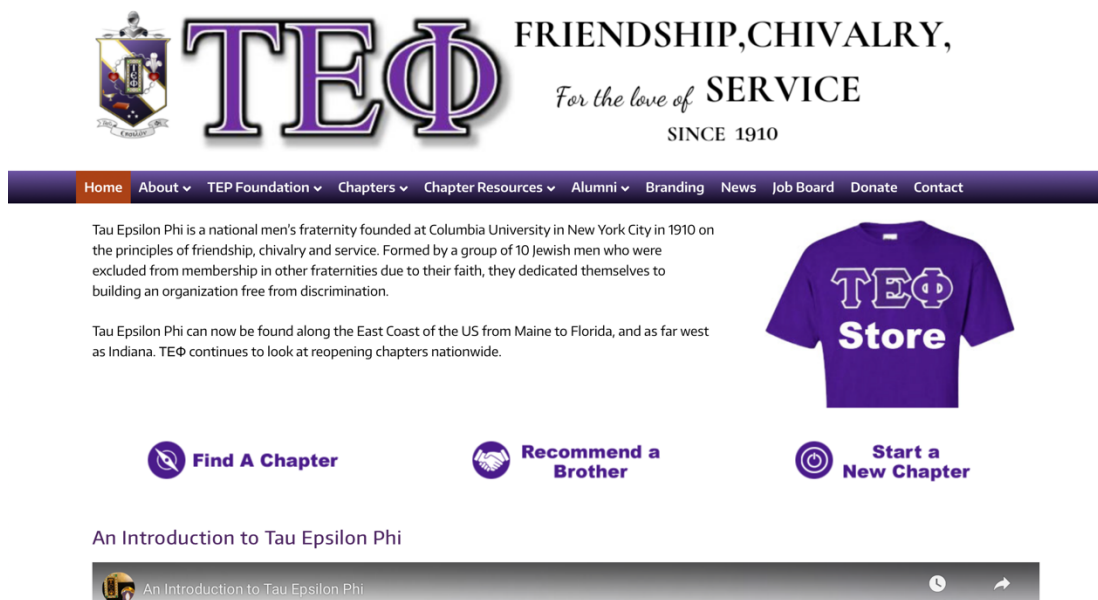 ΤΕΦ
FRIENDSHIP,CHIVALRY,
For the love of SERVICE
SINCE 1910
ΤΕΦ
Home About TEP Foundation Chapters Chapter Resources Alumni Branding News Job Board Donate Contact
Tau Epsilon Phi is a national men's fraternity founded at Columbia University in New York City in 1910 on
the principles of friendship, chivalry and service. Formed by a group of 10 Jewish men who were
excluded from membership in other fraternities due to their faith, they dedicated themselves to
building an organization free from discrimination.
Tau Epsilon Phi can now be found along the East Coast of the US from Maine to Florida, and as far west
as Indiana. ΤΕΦ continues to look at reopening chapters nationwide.
ΤΕΦ
Store
Find A Chapter
Recommend a
Brother
Start a
New Chapter
An Introduction to Tau Epsilon Phi
An Introduction to Tau Epsilon Phi